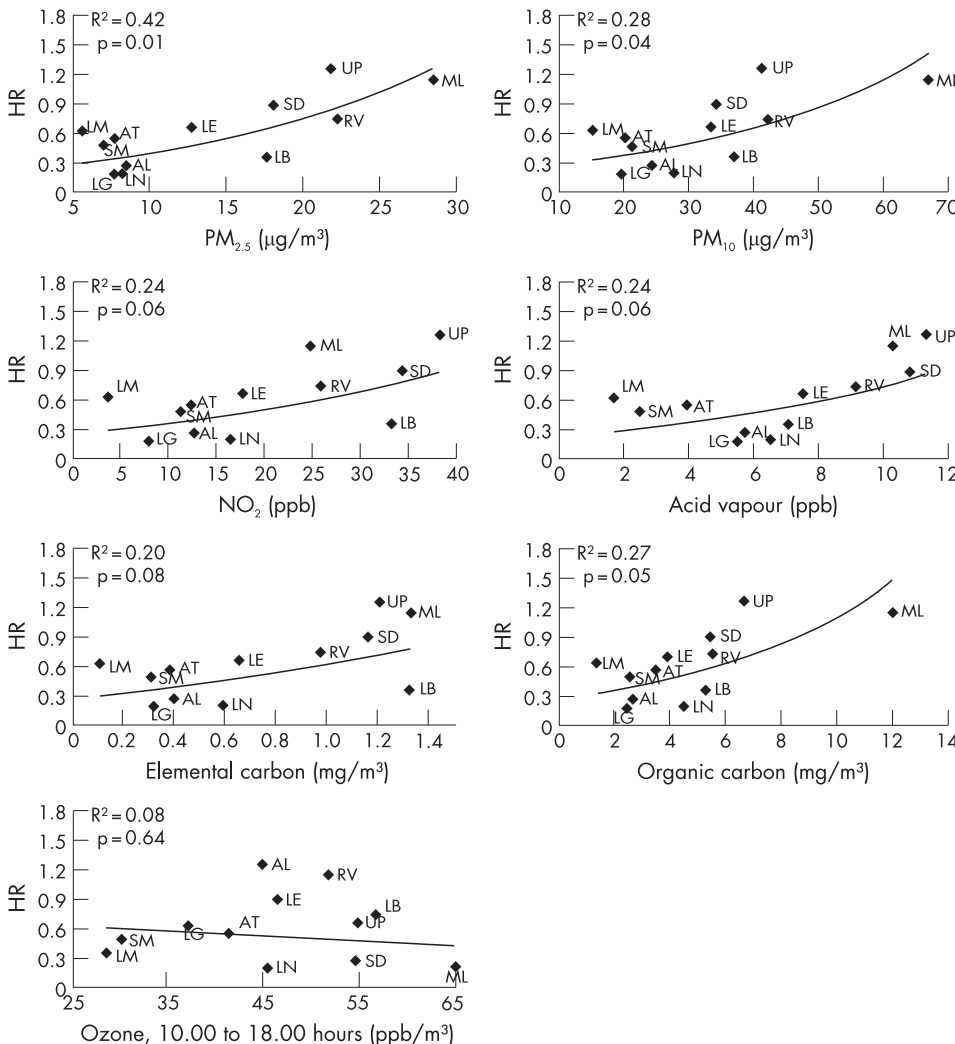 1.8
1.5
1.2
0.9
0.6
0.3
0
HR
R² = 0.42
p = 0.01
UP
ML
SD
RV
LM
AT
LE
SM
LB
AL
LG
LN
5
10
15
20
25
30
PM2.5 (µg/m³)
1.8
1.5
1.2
0.9
0.6
0.3
0
HR
R² = 0.28
p = 0.04
UP
ML
SD
RV
LM
LE
AT
SM
LB
AL
LG
LN
10
20
30
40
50
60
70
PM10 (µg/m³)
1.8
1.5
1.2
0.9
0.6
0.3
0
HR
R² = 0.24
p = 0.06
UP
ML
SD
LM
RV
LE
AT
SM
LB
AL
LG
LN
0
5
10
15
20
25
30
35
40
NO2 (ppb)
1.8
1.5
1.2
0.9
0.6
0.3
0
HR
R² = 0.24
p = 0.06
ML
UP
SD
LM
RV
LE
SM
AT
LB
AL
LG
LN
0
2
4
6
8
10
12
Acid vapour (ppb)
1.8
1.5
1.2
0.9
0.6
0.3
0
HR
R² = 0.20
p = 0.08
UP
ML
SD
RV
LM
LE
AT
SM
LB
AL
LN
LG
0
0.2
0.4
0.6
0.8
1.0
1.2
1.4
Elemental carbon (mg/m³)
1.8
1.5
1.2
0.9
0.6
0.3
0
HR
R² = 0.27
p = 0.05
UP
ML
SD
LE
RV
LM
AT
SM
LB
AL
LN
LG
0
2
4
6
8
10
12
14
Organic carbon (mg/m³)
1.8
1.5
1.2
0.9
0.6
0.3
0
HR
R² = 0.08
p = 0.64
AL
RV
LE
LB
UP
AT
LG
SM
LM
LN
SD
ML
25
35
45
55
65
Ozone, 10.00 to 18.00 hours (ppb/m³)